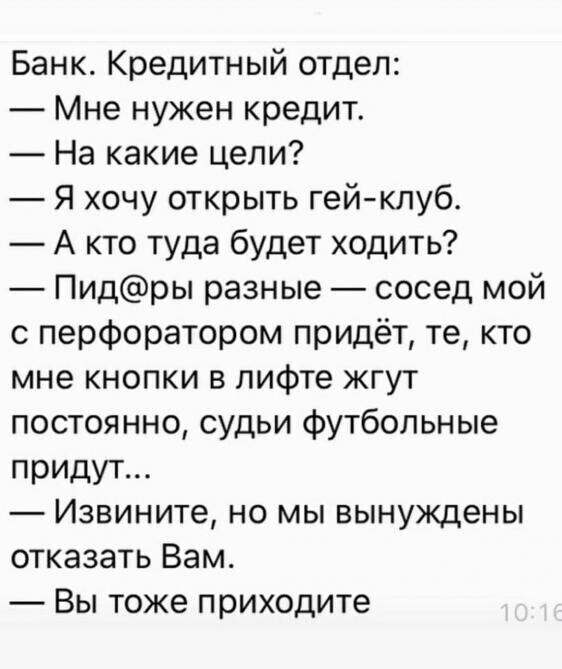 Банк. Кредитный отдел:
— Мне нужен кредит.
— На какие цели?
— Я хочу открыть гей-клуб.
— А кто туда будет ходить?
— Пид@ры разные — сосед мой
с перфоратором придёт, те, кто
мне кнопки в лифте жгут
постоянно, судьи футбольные
придут...
— Извините, но мы вынуждены
отказать Вам.
— Вы тоже приходите
10:16